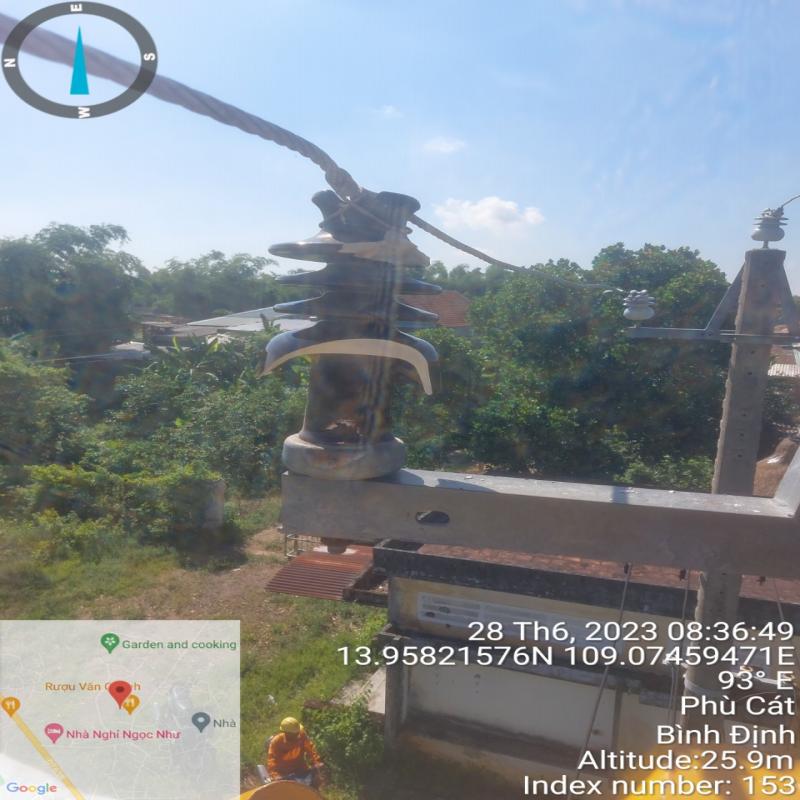 E
N
S
W
Garden and cooking
Rượu Văn
Nhà Nghỉ Ngọc Như
Nhà
Google
28 Th6, 2023 08:36:49
13.95821576N 109.07459471E
93° E
Phù Cát
Bình Định
Altitude:25.9m
Index number: 153